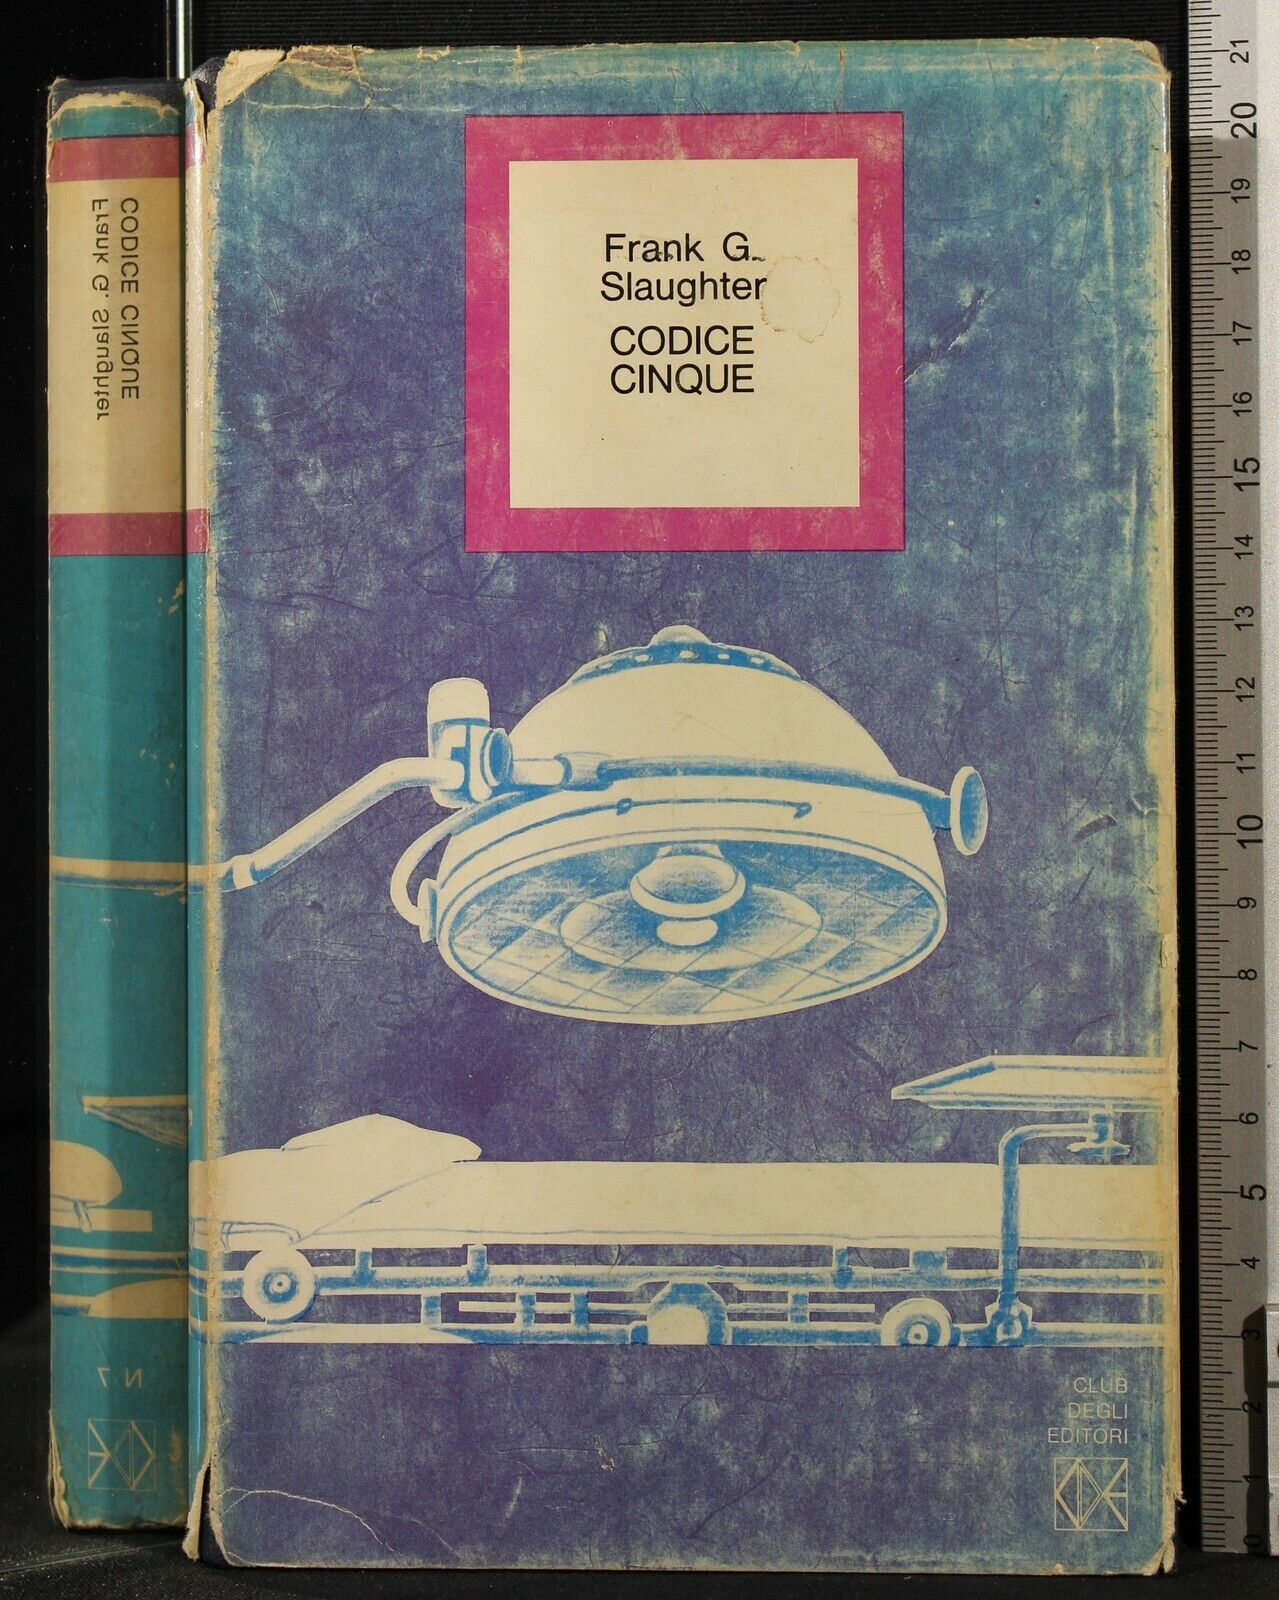 Frank G.
Slaughter
CODICE
CINQUE
CLUB
DEGLI
EDITORI
CODICE CINQUE
Frank G. Slaughter
N 7
21
20
19
18
17
16
15
14
13
12
11
10
9
8
7
6
5
4
3
2
1
0